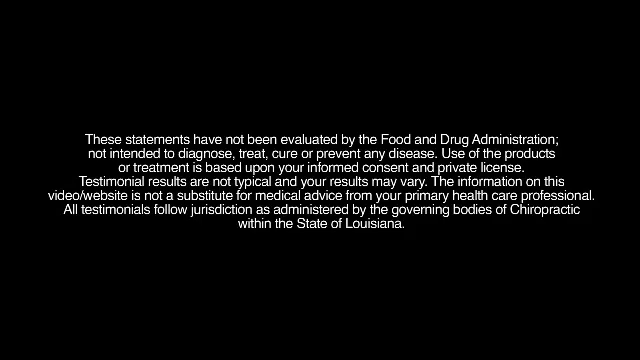 These statements have not been evaluated by the Food and Drug Administration;
not intended to diagnose, treat, cure or prevent any disease. Use of the products
or treatment is based upon your informed consent and private license.
Testimonial results are not typical and your results may vary. The information on this
video/website is not a substitute for medical advice from your primary health care professional.
All testimonials follow jurisdiction as administered by the governing bodies of Chiropractic
within the State of Louisiana.